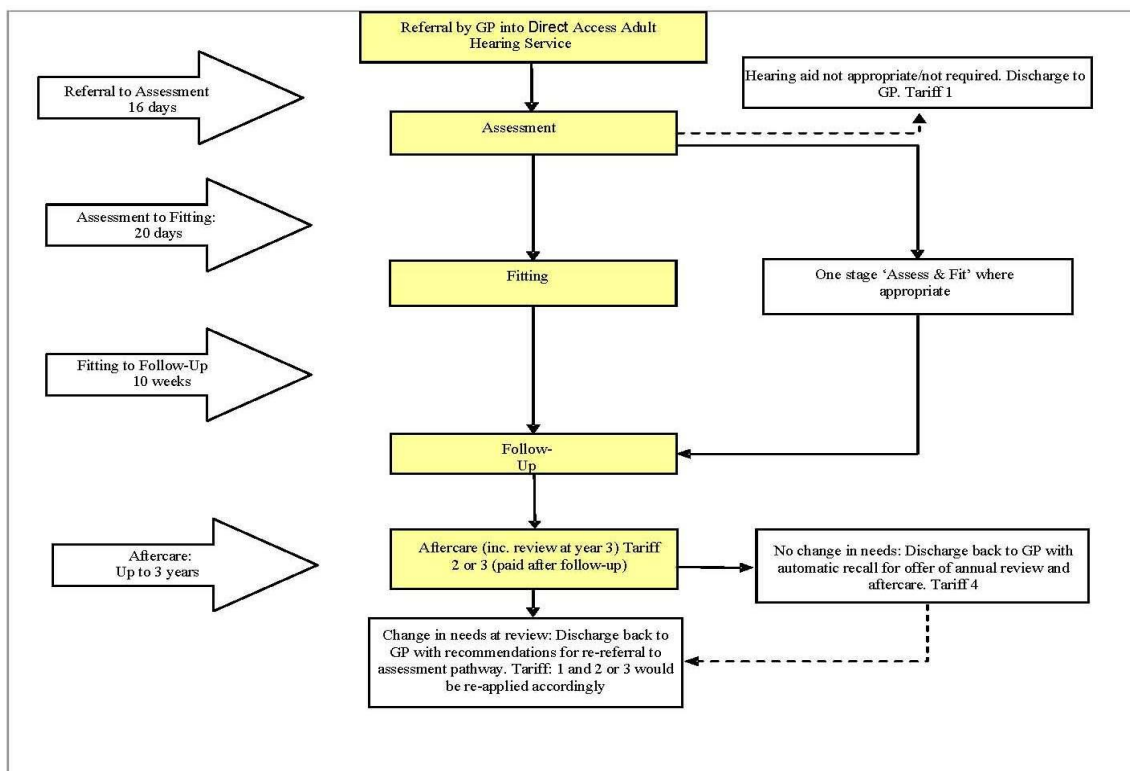 Referral by GP into Direct Access Adult
Hearing Service
Hearing aid not appropriate/not required. Discharge to
GP. Tariff 1
Referral to Assessment
16 days
Assessment
Assessment to Fitting:
20 days
Fitting
One stage ‘Assess & Fit’ where
appropriate
Fitting to Follow-Up
10 weeks
Follow-
Up
Aftercare:
Up to 3 years
Aftercare (inc. review at year 3) Tariff
2 or 3 (paid after follow-up)
No change in needs: Discharge back to GP with
automatic recall for offer of annual review and
aftercare. Tariff 4
Change in needs at review: Discharge back to
GP with recommendations for re-referral to
assessment pathway. Tariff: 1 and 2 or 3 would
be re-applied accordingly